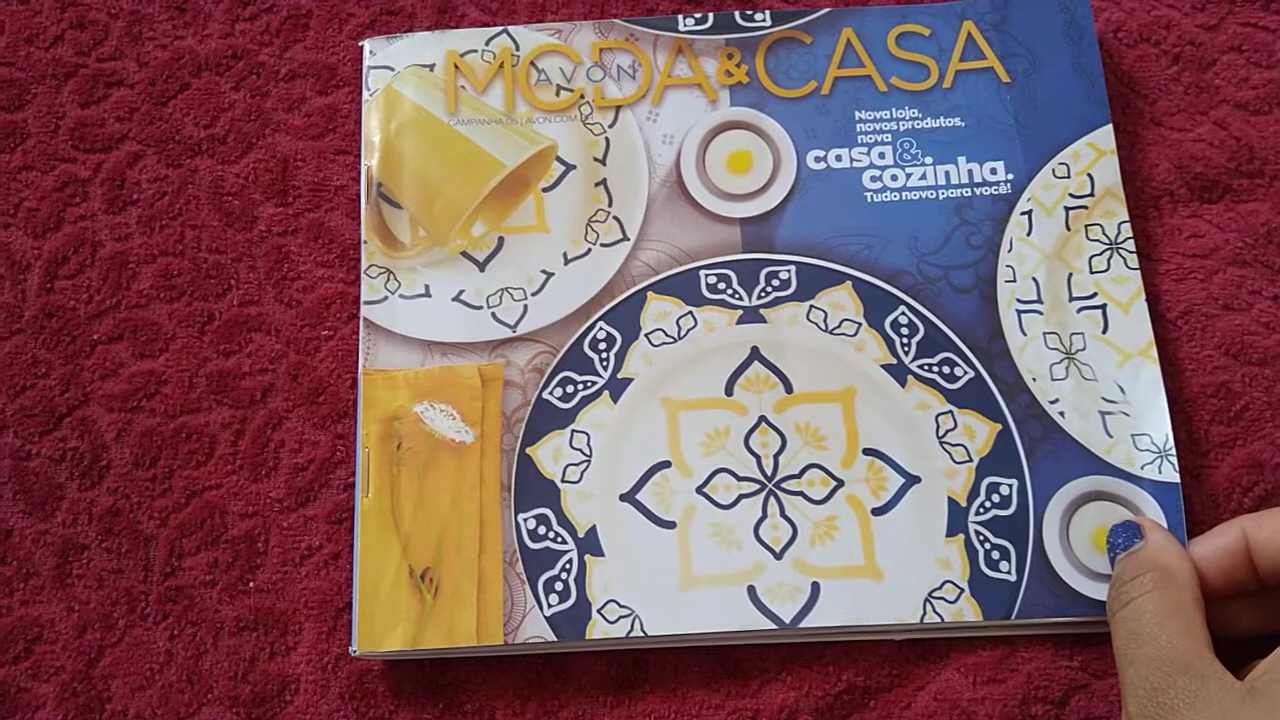 MODA&CASA
AVON
CAMPANHA 05 | AVON.COM.BR
Nova loja,
novos produtos,
nova
casa&
cozinha.
Tudo novo para você!